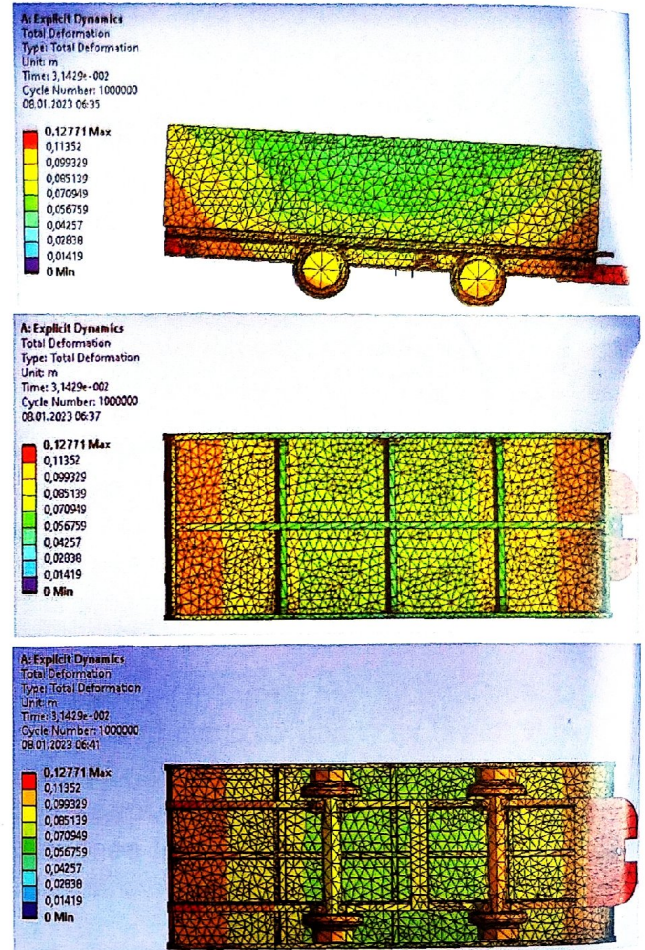 A: Explicit Dynamics
Total Deformation
Type: Total Deformation
Unit: m
Time: 3,1429e-002
Cycle Number: 1000000
08.01.2023 06:35
0,12771 Max
0,11352
0,099329
0,085139
0,070949
0,056759
0,04257
0,02838
0,01419
0 Min
A: Explicit Dynamics
Total Deformation
Type: Total Deformation
Unit: m
Time: 3,1429e-002
Cycle Number: 1000000
08.01.2023 06:37
0,12771 Max
0,11352
0,099329
0,085139
0,070949
0,056759
0,04257
0,02838
0,01419
0 Min
A: Explicit Dynamics
Total Deformation
Type: Total Deformation
Unit: m
Time: 3,1429e-002
Cycle Number: 1000000
08.01.2023 06:41
0,12771 Max
0,11352
0,099329
0,085139
0,070949
0,056759
0,04257
0,02838
0,01419
0 Min